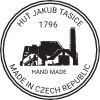 HUŤ JAKUB TASICE
1796
HAND MADE
MADE IN CZECH REPUBLIC